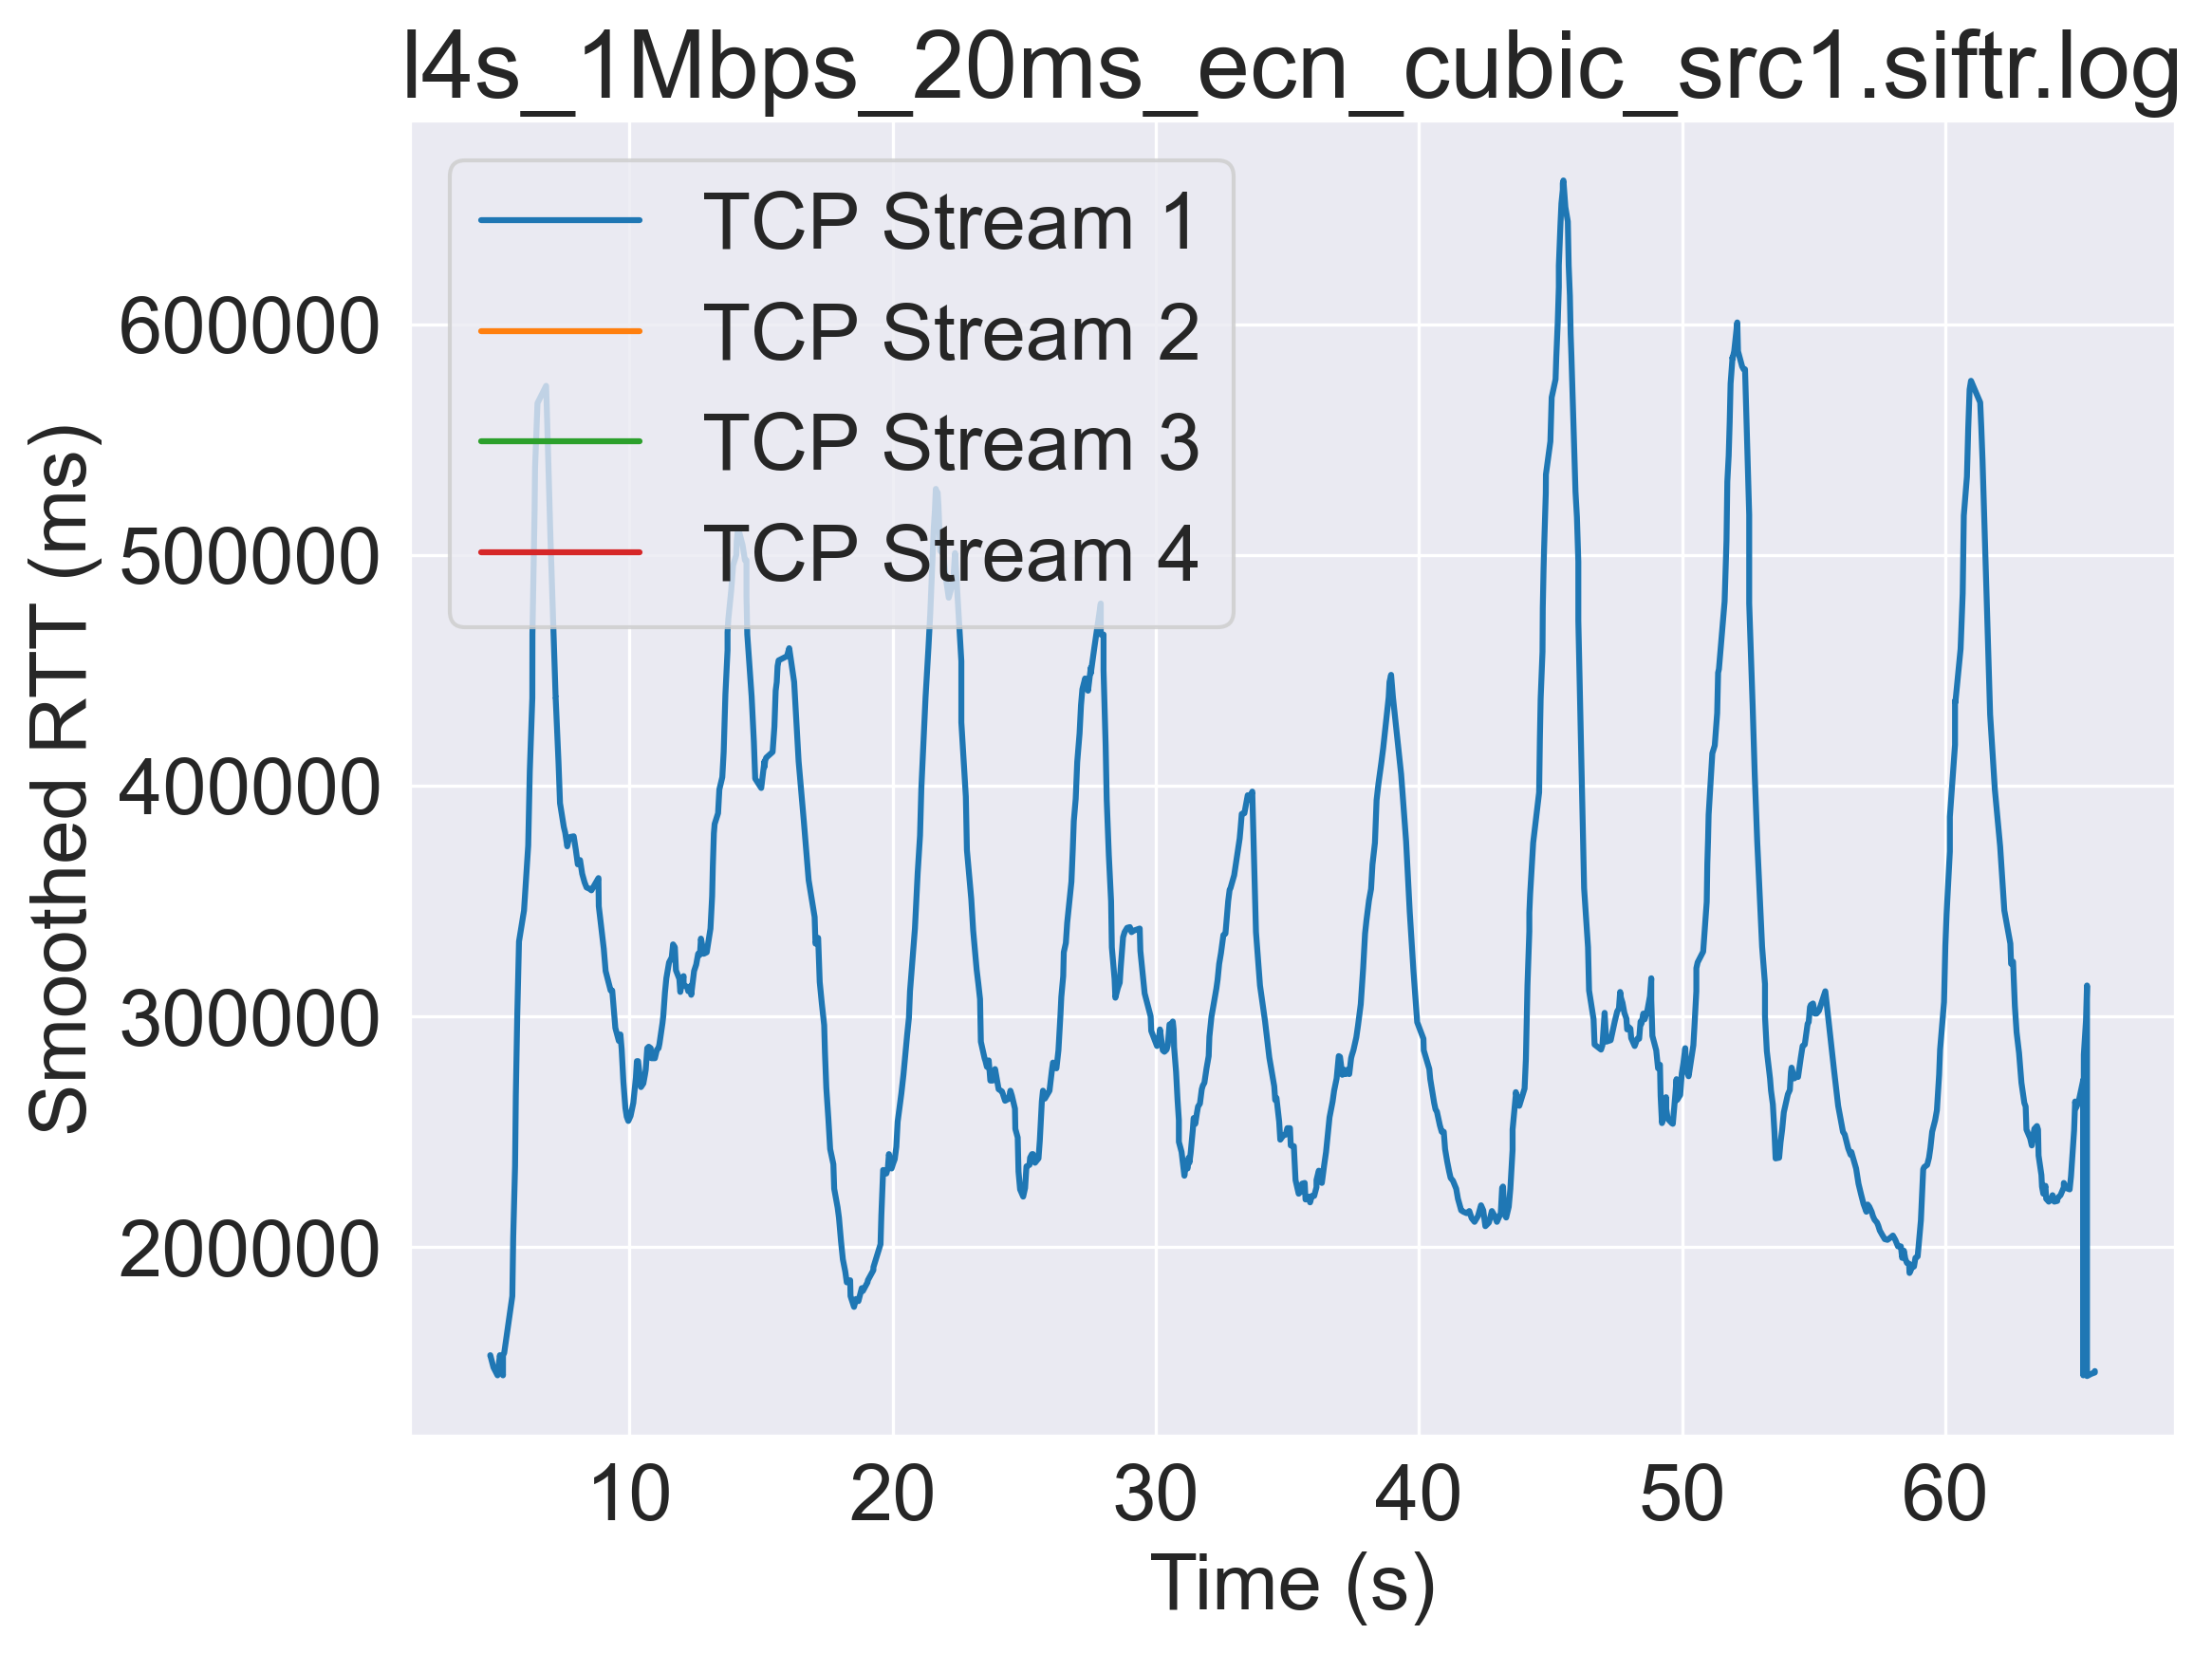 l4s_1Mbps_20ms_ecn_cubic_src1.siftr.log
TCP Stream 1
TCP Stream 2
TCP Stream 3
TCP Stream 4
600000
500000
400000
300000
200000
Smoothed RTT (ms)
10 20 30 40 50 60
Time (s)